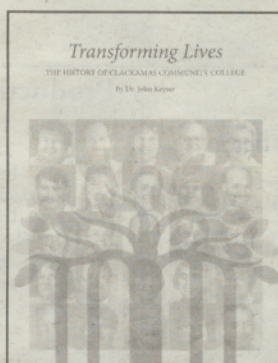 Transforming Lives
THE HISTORY OF CLACKAMAS COMMUNITY COLLEGE
By Dr. John Keyser